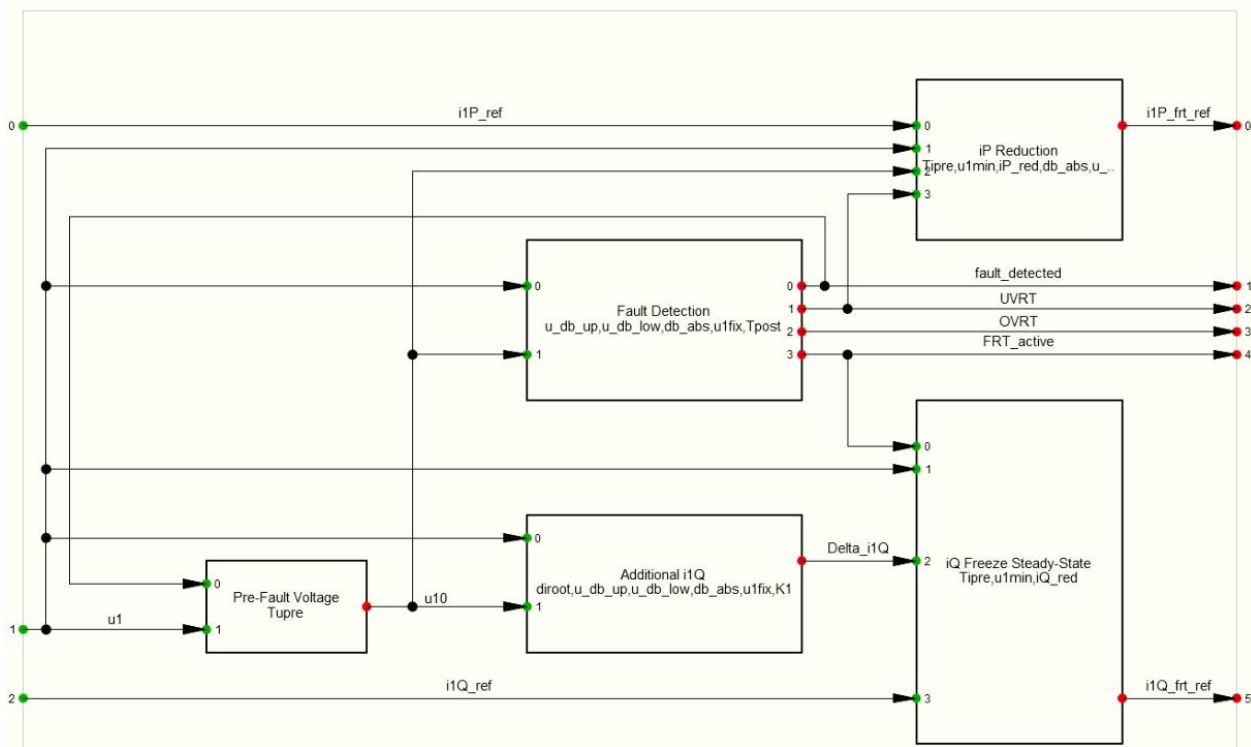 0
i1P_ref
0
1
2
3
iP Reduction
Tipre,u1min,iP_red,db_abs,u_..
i1P_frt_ref
0
0
1
Fault Detection
u_db_up,u_db_low,db_abs,u1fix,Tpost
0
1
2
3
fault_detected
1
UVRT
2
OVRT
3
FRT_active
4
0
1
2
3
iQ Freeze Steady-State
Tipre,u1min,iQ_red
0
1
Additional i1Q
diroot,u_db_up,u_db_low,db_abs,u1fix,K1
Delta_i1Q
0
1
Pre-Fault Voltage
Tupre
u10
1
u1
2
i1Q_ref
i1Q_frt_ref
5